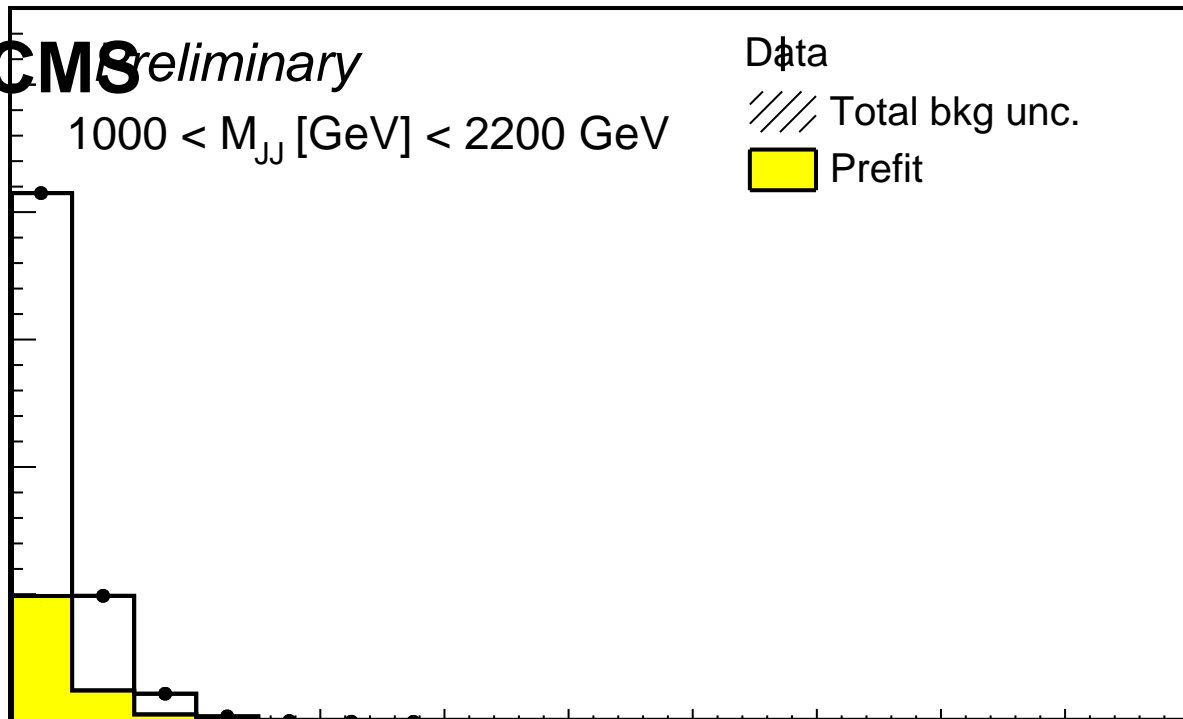 CMS Preliminary
1000 < M_JJ [GeV] < 2200 GeV
Data
Total bkg unc.
Prefit